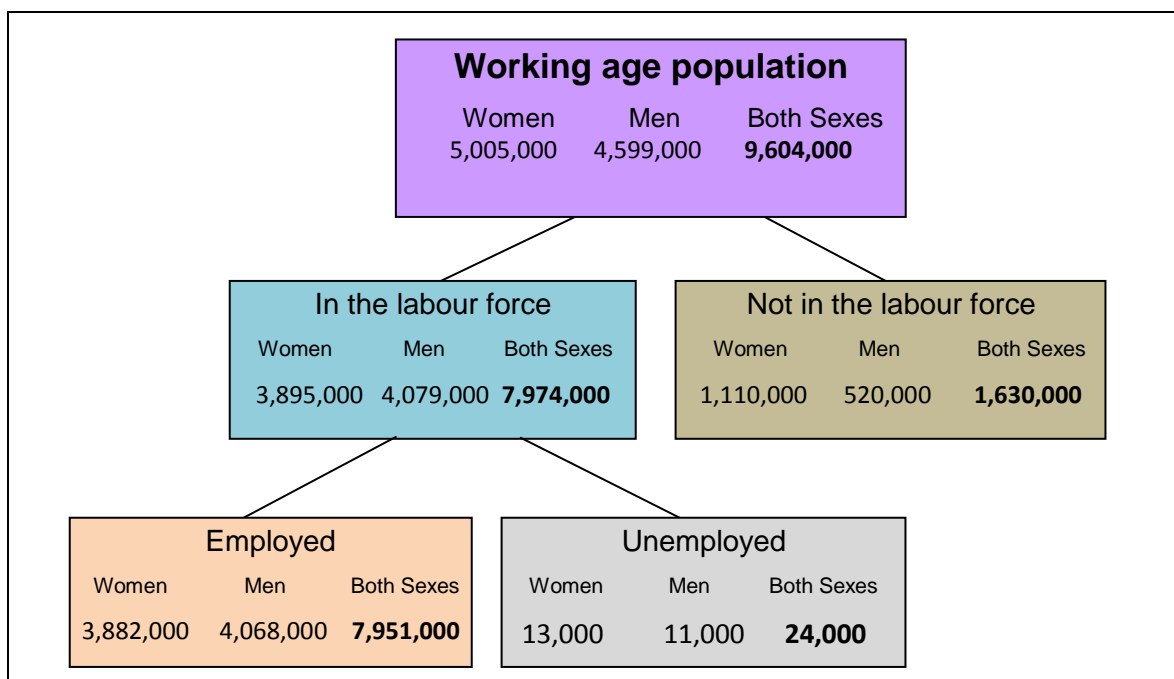 Working age population
Women Men Both Sexes
5,005,000 4,599,000 9,604,000
In the labour force
Women Men Both Sexes
3,895,000 4,079,000 7,974,000
Not in the labour force
Women Men Both Sexes
1,110,000 520,000 1,630,000
Employed
Women Men Both Sexes
3,882,000 4,068,000 7,951,000
Unemployed
Women Men Both Sexes
13,000 11,000 24,000